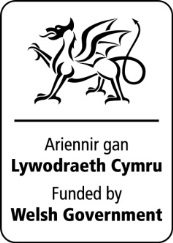 Ariennir gan
Lywodraeth Cymru
Funded by
Welsh Government